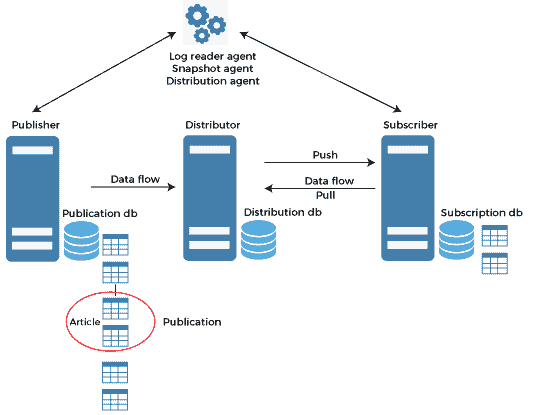 Log reader agent
Snapshot agent
Distribution agent
Publisher
Distributor
Subscriber
Push
Data flow
Data flow
Pull
Publication db
Distribution db
Subscription db
Article
Publication